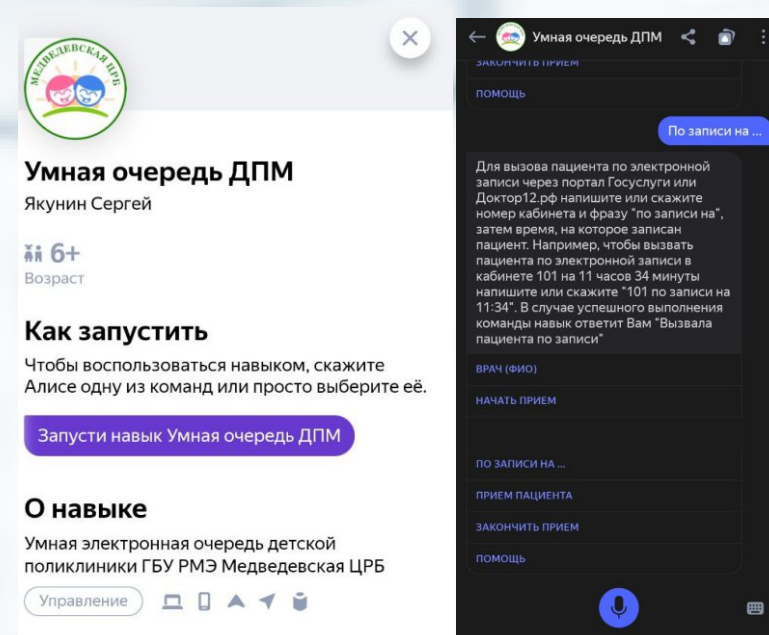 МЕДВЕДЕВСКАЯ ЦРБ
Умная очередь ДПМ
Якунин Сергей
6+
Возраст
Как запустить
Чтобы воспользоваться навыком, скажите
Алисе одну из команд или просто выберите её.
Запусти навык Умная очередь ДПМ
О навыке
Умная электронная очередь детской
поликлиники ГБУ РМЭ Медведевская ЦРБ
Управление
Умная очередь ДПМ
ЗАКОНЧИТЬ ПРИЕМ
ПОМОЩЬ
По записи на ...
Для вызова пациента по электронной
записи через портал Госуслуги или
Доктор12.рф напишите или скажите
номер кабинета и фразу "по записи на",
затем время, на которое записан
пациент. Например, чтобы вызвать
пациента по электронной записи в
кабинете 101 на 11 часов 34 минуты
напишите или скажите "101 по записи на
11:34". В случае успешного выполнения
команды навык ответит Вам "Вызвала
пациента по записи"
ВРАЧ (ФИО)
НАЧАТЬ ПРИЕМ
ПО ЗАПИСИ НА ...
ПРИЕМ ПАЦИЕНТА
ЗАКОНЧИТЬ ПРИЕМ
ПОМОЩЬ